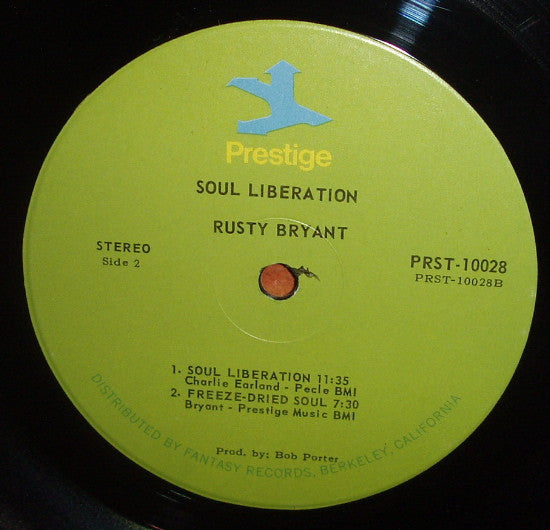 Prestige
SOUL LIBERATION
RUSTY BRYANT
STEREO
Side 2
PRST-10028
PRST-10028B
1. SOUL LIBERATION 11:35
Charlie Earland - Pecle BMI
2. FREEZE-DRIED SOUL 7:30
Bryant - Prestige Music BMI
Prod. by: Bob Porter
DISTRIBUTED BY FANTASY RECORDS, BERKELEY, CALIFORNIA